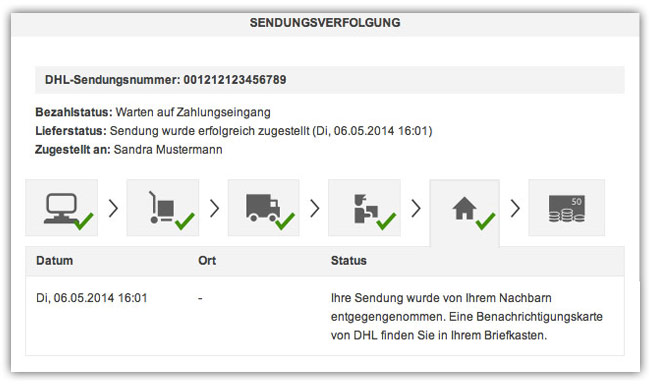 SENDUNGSVERFOLGUNG
DHL-Sendungsnummer: 001212123456789
Bezahlstatus: Warten auf Zahlungseingang
Lieferstatus: Sendung wurde erfolgreich zugestellt (Di, 06.05.2014 16:01)
Zugestellt an: Sandra Mustermann
50
Datum Ort Status
Di, 06.05.2014 16:01 - Ihre Sendung wurde von Ihrem Nachbarn
entgegengenommen. Eine Benachrichtigungskarte
von DHL finden Sie in Ihrem Briefkasten.